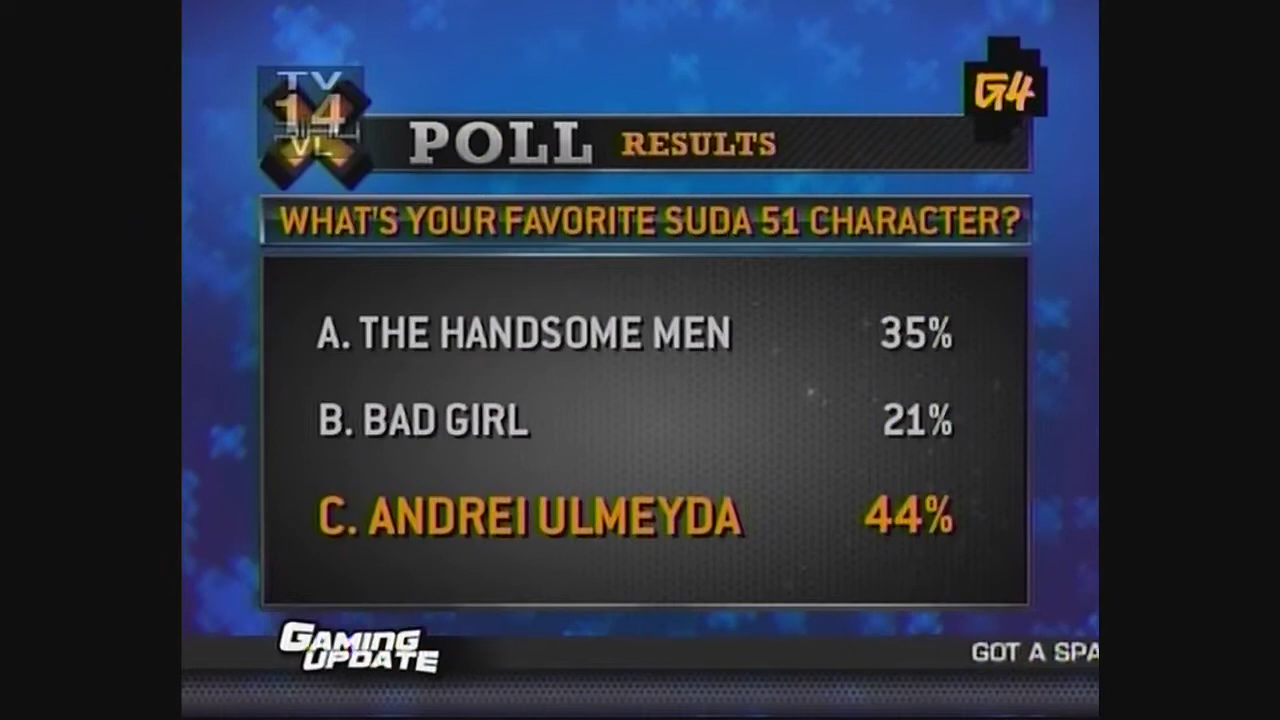 TV
14
VL
G4
POLL RESULTS
WHAT'S YOUR FAVORITE SUDA 51 CHARACTER?
A. THE HANDSOME MEN 35%
B. BAD GIRL 21%
C. ANDREI ULMEYDA 44%
GAMING
UPDATE
GOT A SPA